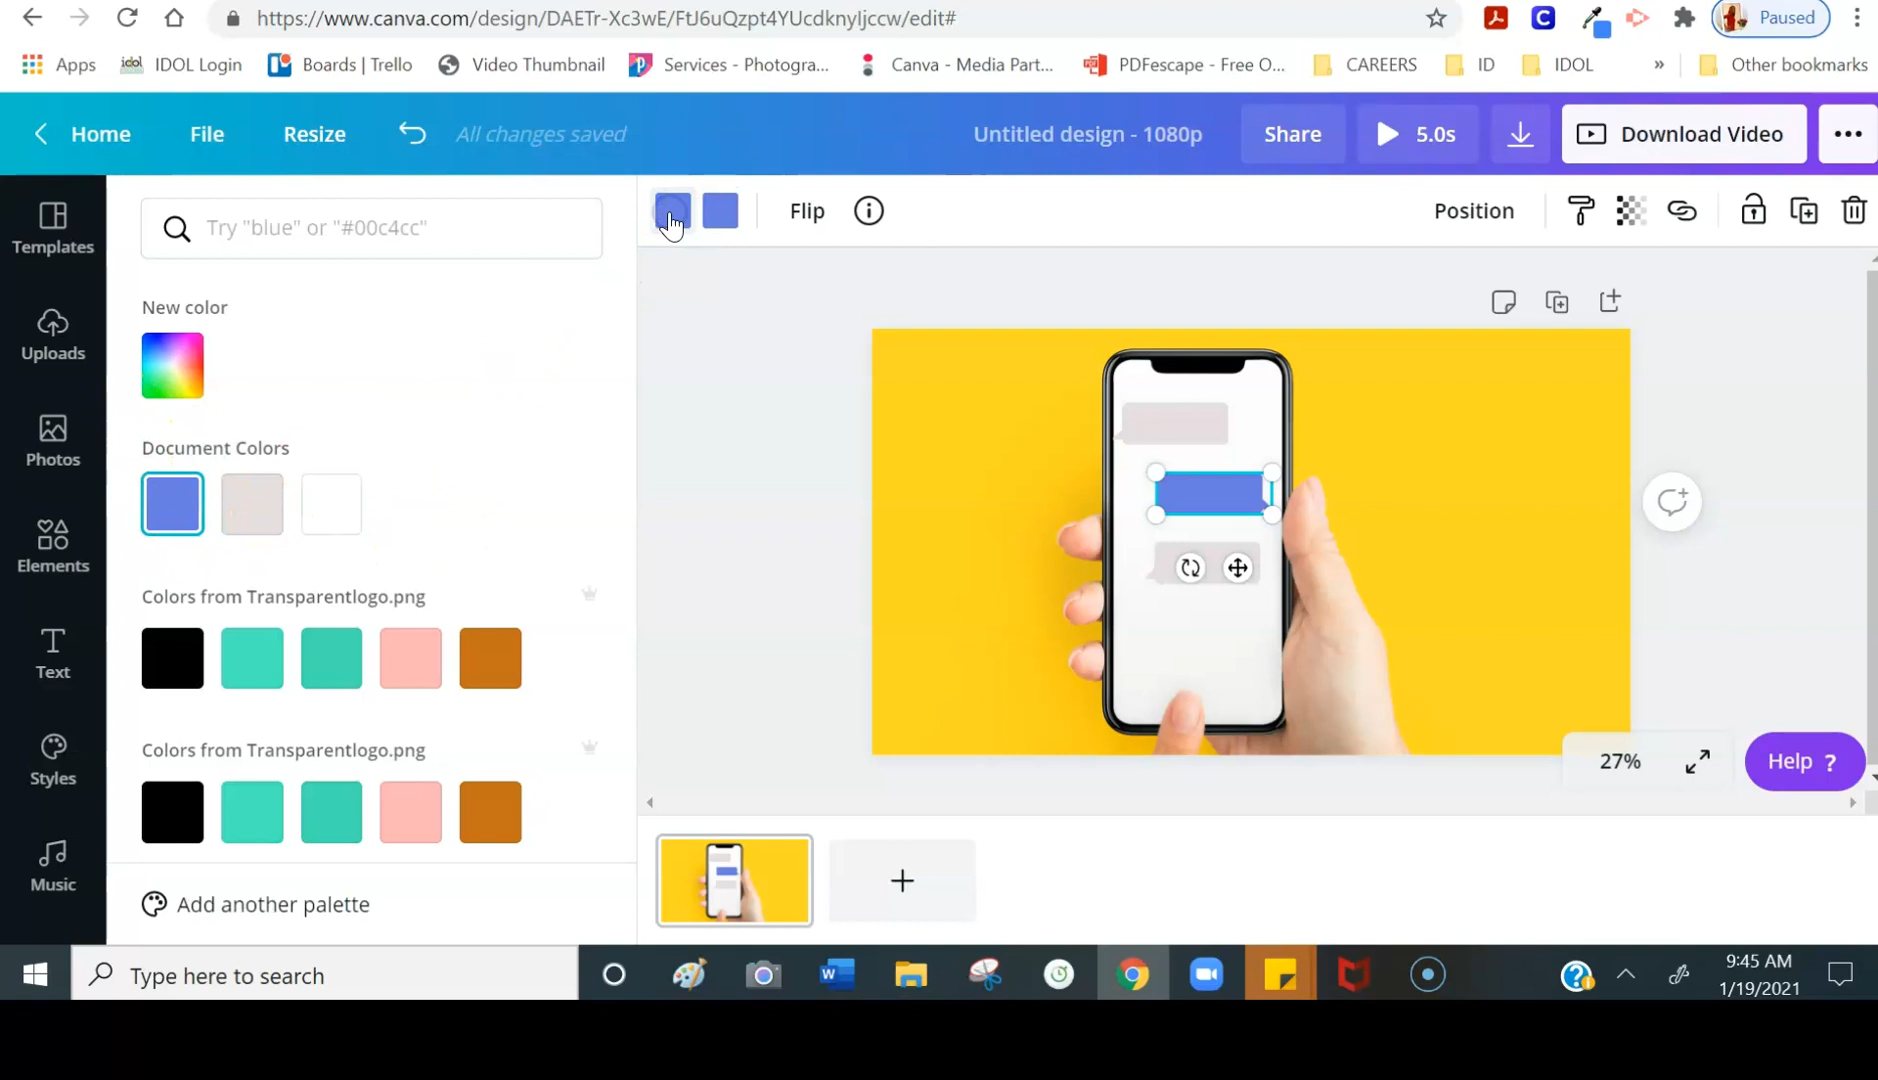 https://www.canva.com/design/DAETr-Xc3wE/FtJ6uQzpt4YUcdknyIjccw/edit#
Paused
Apps
idol IDOL Login
Boards | Trello
Video Thumbnail
Services - Photogra...
Canva - Media Part...
PDFescape - Free O...
CAREERS
ID
IDOL
»
Other bookmarks
Home
File
Resize
All changes saved
Untitled design - 1080p
Share
5.0s
Download Video
Templates
Uploads
Photos
Elements
Text
Styles
Music
Try "blue" or "#00c4cc"
New color
Document Colors
Colors from Transparentlogo.png
Colors from Transparentlogo.png
Add another palette
Flip
Position
27%
Help ?
Type here to search
9:45 AM
1/19/2021